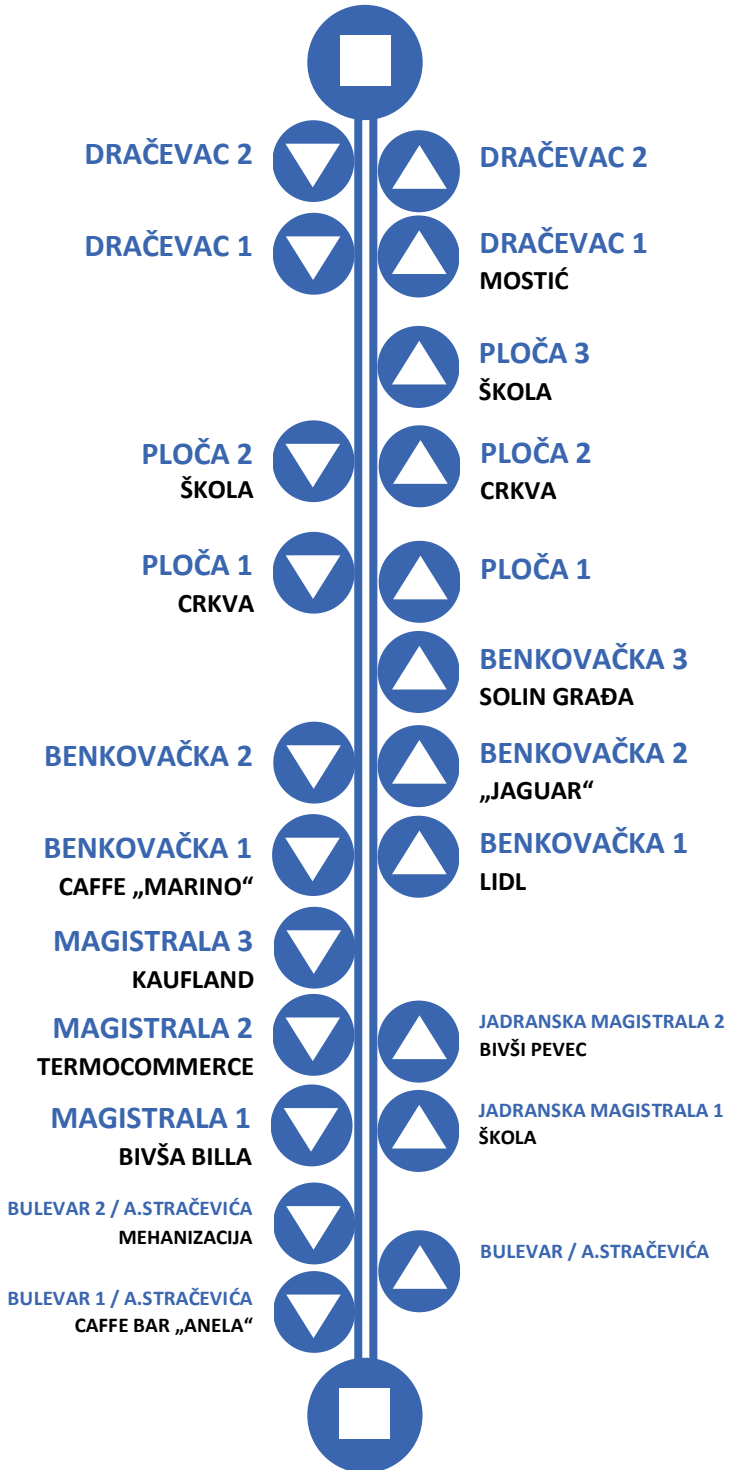 DRAČEVAC 2
DRAČEVAC 2
DRAČEVAC 1
DRAČEVAC 1
MOSTIĆ
PLOČA 3
ŠKOLA
PLOČA 2
ŠKOLA
PLOČA 2
CRKVA
PLOČA 1
CRKVA
PLOČA 1
BENKOVAČKA 3
SOLIN GRAĐA
BENKOVAČKA 2
BENKOVAČKA 2
„JAGUAR“
BENKOVAČKA 1
CAFFE „MARINO“
BENKOVAČKA 1
LIDL
MAGISTRALA 3
KAUFLAND
MAGISTRALA 2
TERMOCOMMERCE
JADRANSKA MAGISTRALA 2
BIVŠI PEVEC
MAGISTRALA 1
BIVŠA BILLA
JADRANSKA MAGISTRALA 1
ŠKOLA
BULEVAR 2 / A.STRAČEVIĆA
MEHANIZACIJA
BULEVAR / A.STRAČEVIĆA
BULEVAR 1 / A.STRAČEVIĆA
CAFFE BAR „ANELA“